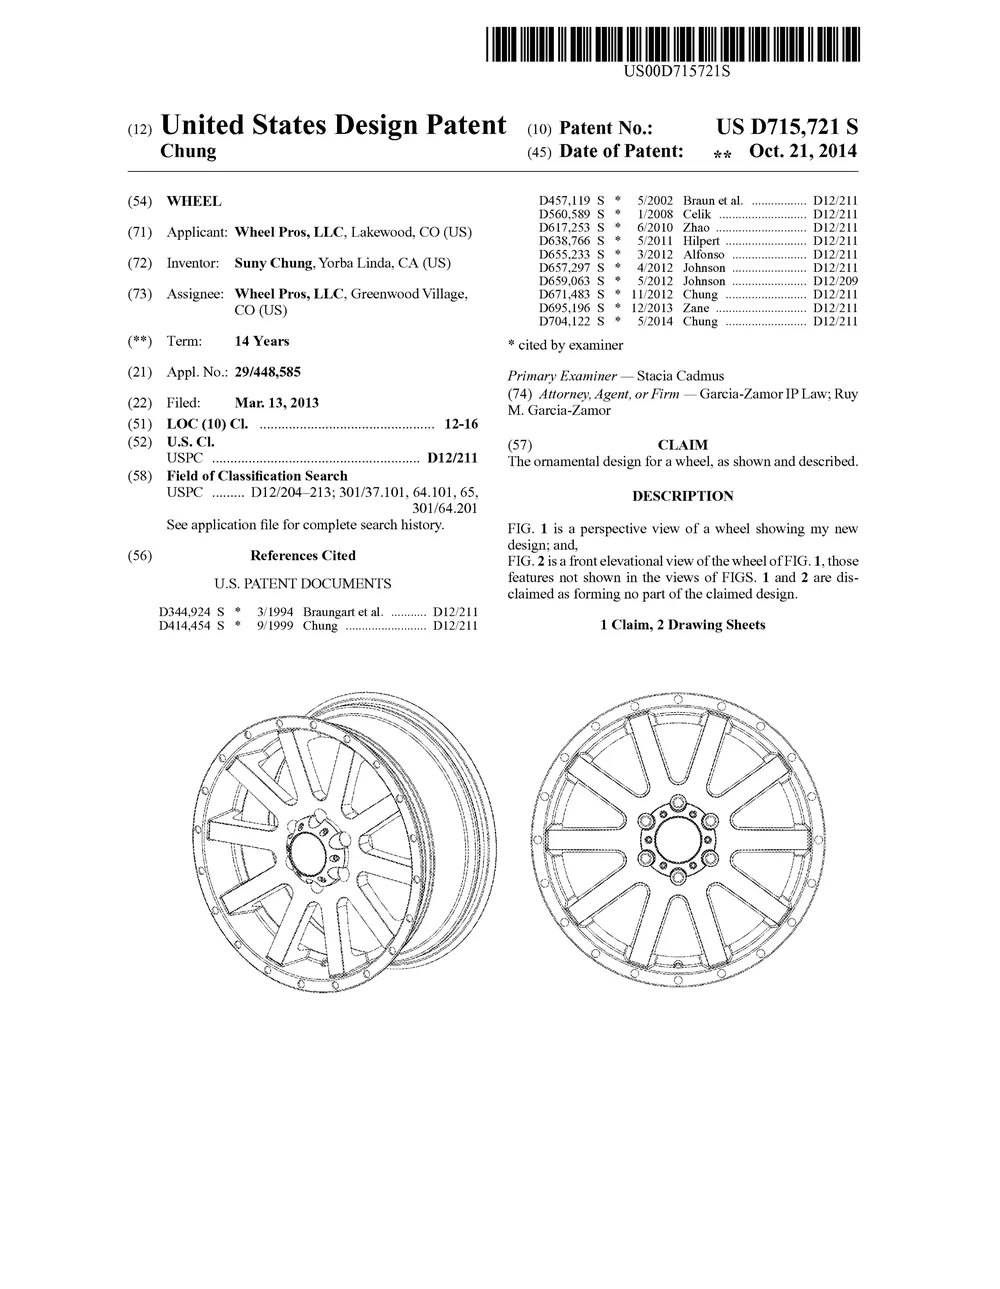 US00D715721S
(12) United States Design Patent
Chung
(10) Patent No.: US D715,721 S
(45) Date of Patent: ** Oct. 21, 2014
(54) WHEEL
(71) Applicant: Wheel Pros, LLC, Lakewood, CO (US)
(72) Inventor: Suny Chung, Yorba Linda, CA (US)
(73) Assignee: Wheel Pros, LLC, Greenwood Village,
CO (US)
(**) Term: 14 Years
(21) Appl. No.: 29/448,585
(22) Filed: Mar. 13, 2013
(51) LOC (10) Cl. ................................................ 12-16
(52) U.S. Cl.
USPC ......................................................... D12/211
(58) Field of Classification Search
USPC ......... D12/204–213; 301/37.101, 64.101, 65,
301/64.201
See application file for complete search history.
(56) References Cited
U.S. PATENT DOCUMENTS
D344,924 S * 3/1994 Braungart et al. ........... D12/211
D414,454 S * 9/1999 Chung ......................... D12/211
D457,119 S * 5/2002 Braun et al. ................. D12/211
D560,589 S * 1/2008 Celik ........................... D12/211
D617,253 S * 6/2010 Zhao ............................ D12/211
D638,766 S * 5/2011 Hilpert ......................... D12/211
D655,233 S * 3/2012 Alfonso ....................... D12/211
D657,297 S * 4/2012 Johnson ....................... D12/211
D659,063 S * 5/2012 Johnson ....................... D12/209
D671,483 S * 11/2012 Chung ......................... D12/211
D695,196 S * 12/2013 Zane ............................ D12/211
D704,122 S * 5/2014 Chung ......................... D12/211
* cited by examiner
Primary Examiner — Stacia Cadmus
(74) Attorney, Agent, or Firm — Garcia-Zamor IP Law; Ruy
M. Garcia-Zamor
(57) CLAIM
The ornamental design for a wheel, as shown and described.
DESCRIPTION
FIG. 1 is a perspective view of a wheel showing my new
design; and,
FIG. 2 is a front elevational view of the wheel of FIG. 1, those
features not shown in the views of FIGS. 1 and 2 are dis-
claimed as forming no part of the claimed design.
1 Claim, 2 Drawing Sheets